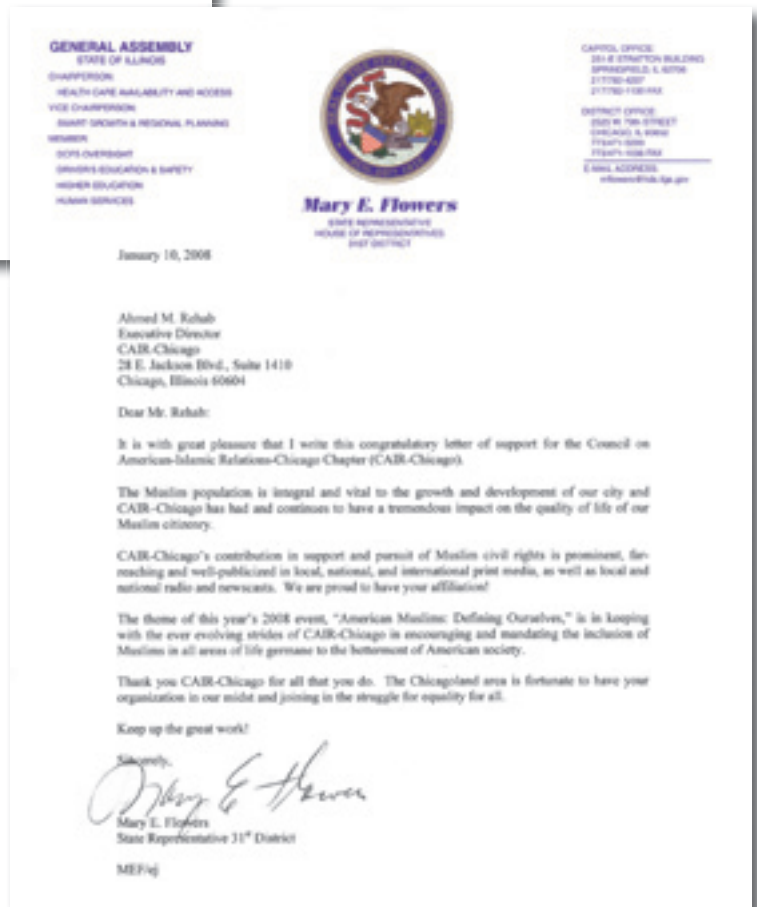 GENERAL ASSEMBLY
STATE OF ILLINOIS
CHAIRPERSON:
HEALTH CARE AVAILABILITY AND ACCESS
VICE CHAIRPERSON:
SMART GROWTH & REGIONAL PLANNING
MEMBER:
DCFS OVERSIGHT
DRIVER'S EDUCATION & SAFETY
HIGHER EDUCATION
HUMAN SERVICES
CAPITOL OFFICE:
STRATTON BUILDING
SPRINGFIELD, IL 62706
FAX
DISTRICT OFFICE:
W. 79th STREET
CHICAGO, IL
FAX
E-MAIL ADDRESS:
Mary E. Flowers
STATE REPRESENTATIVE
HOUSE OF REPRESENTATIVES
31ST DISTRICT
January 10, 2008
Ahmed M. Rehab
Executive Director
CAIR-Chicago
28 E. Jackson Blvd., Suite 1410
Chicago, Illinois 60604
Dear Mr. Rehab:
It is with great pleasure that I write this congratulatory letter of support for the Council on
American-Islamic Relations-Chicago Chapter (CAIR-Chicago).
The Muslim population is integral and vital to the growth and development of our city and
CAIR–Chicago has had and continues to have a tremendous impact on the quality of life of our
Muslim citizenry.
CAIR-Chicago's contribution in support and pursuit of Muslim civil rights is prominent, far-
reaching and well-publicized in local, national, and international print media, as well as local and
national radio and newscasts. We are proud to have your affiliation!
The theme of this year's 2008 event, "American Muslims: Defining Ourselves," is in keeping
with the ever evolving strides of CAIR-Chicago in encouraging and mandating the inclusion of
Muslims in all areas of life germane to the betterment of American society.
Thank you CAIR-Chicago for all that you do. The Chicagoland area is fortunate to have your
organization in our midst and joining in the struggle for equality for all.
Keep up the great work!
Sincerely,
Mary E Flowers
Mary E. Flowers
State Representative 31st District
MEF/ej